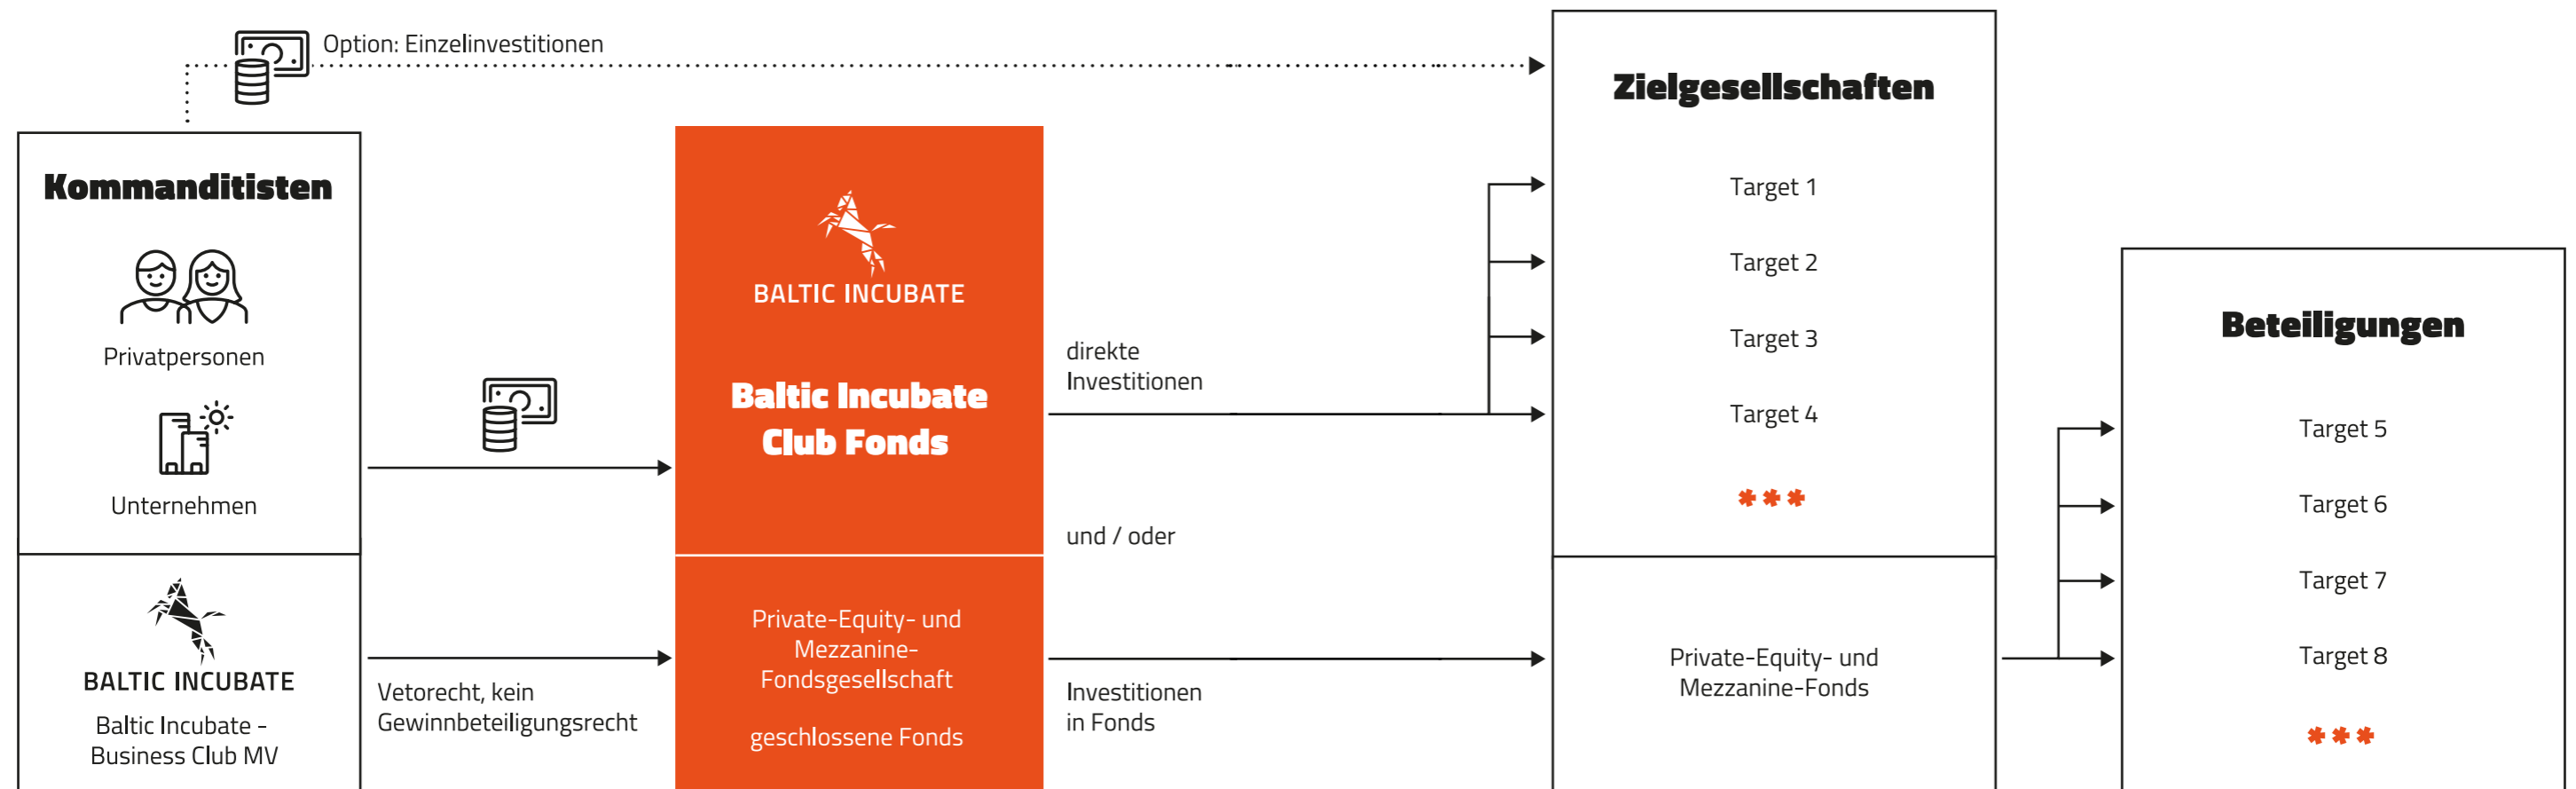 Option: Einzelinvestitionen
Kommanditisten
Privatpersonen
Unternehmen
BALTIC INCUBATE
Baltic Incubate -
Business Club MV
Vetorecht, kein
Gewinnbeteiligungsrecht
BALTIC INCUBATE
Baltic Incubate
Club Fonds
Private-Equity- und
Mezzanine-
Fondsgesellschaft
geschlossene Fonds
direkte
Investitionen
und / oder
Investitionen
in Fonds
Zielgesellschaften
Target 1
Target 2
Target 3
Target 4
***
Private-Equity- und
Mezzanine-Fonds
Beteiligungen
Target 5
Target 6
Target 7
Target 8
***